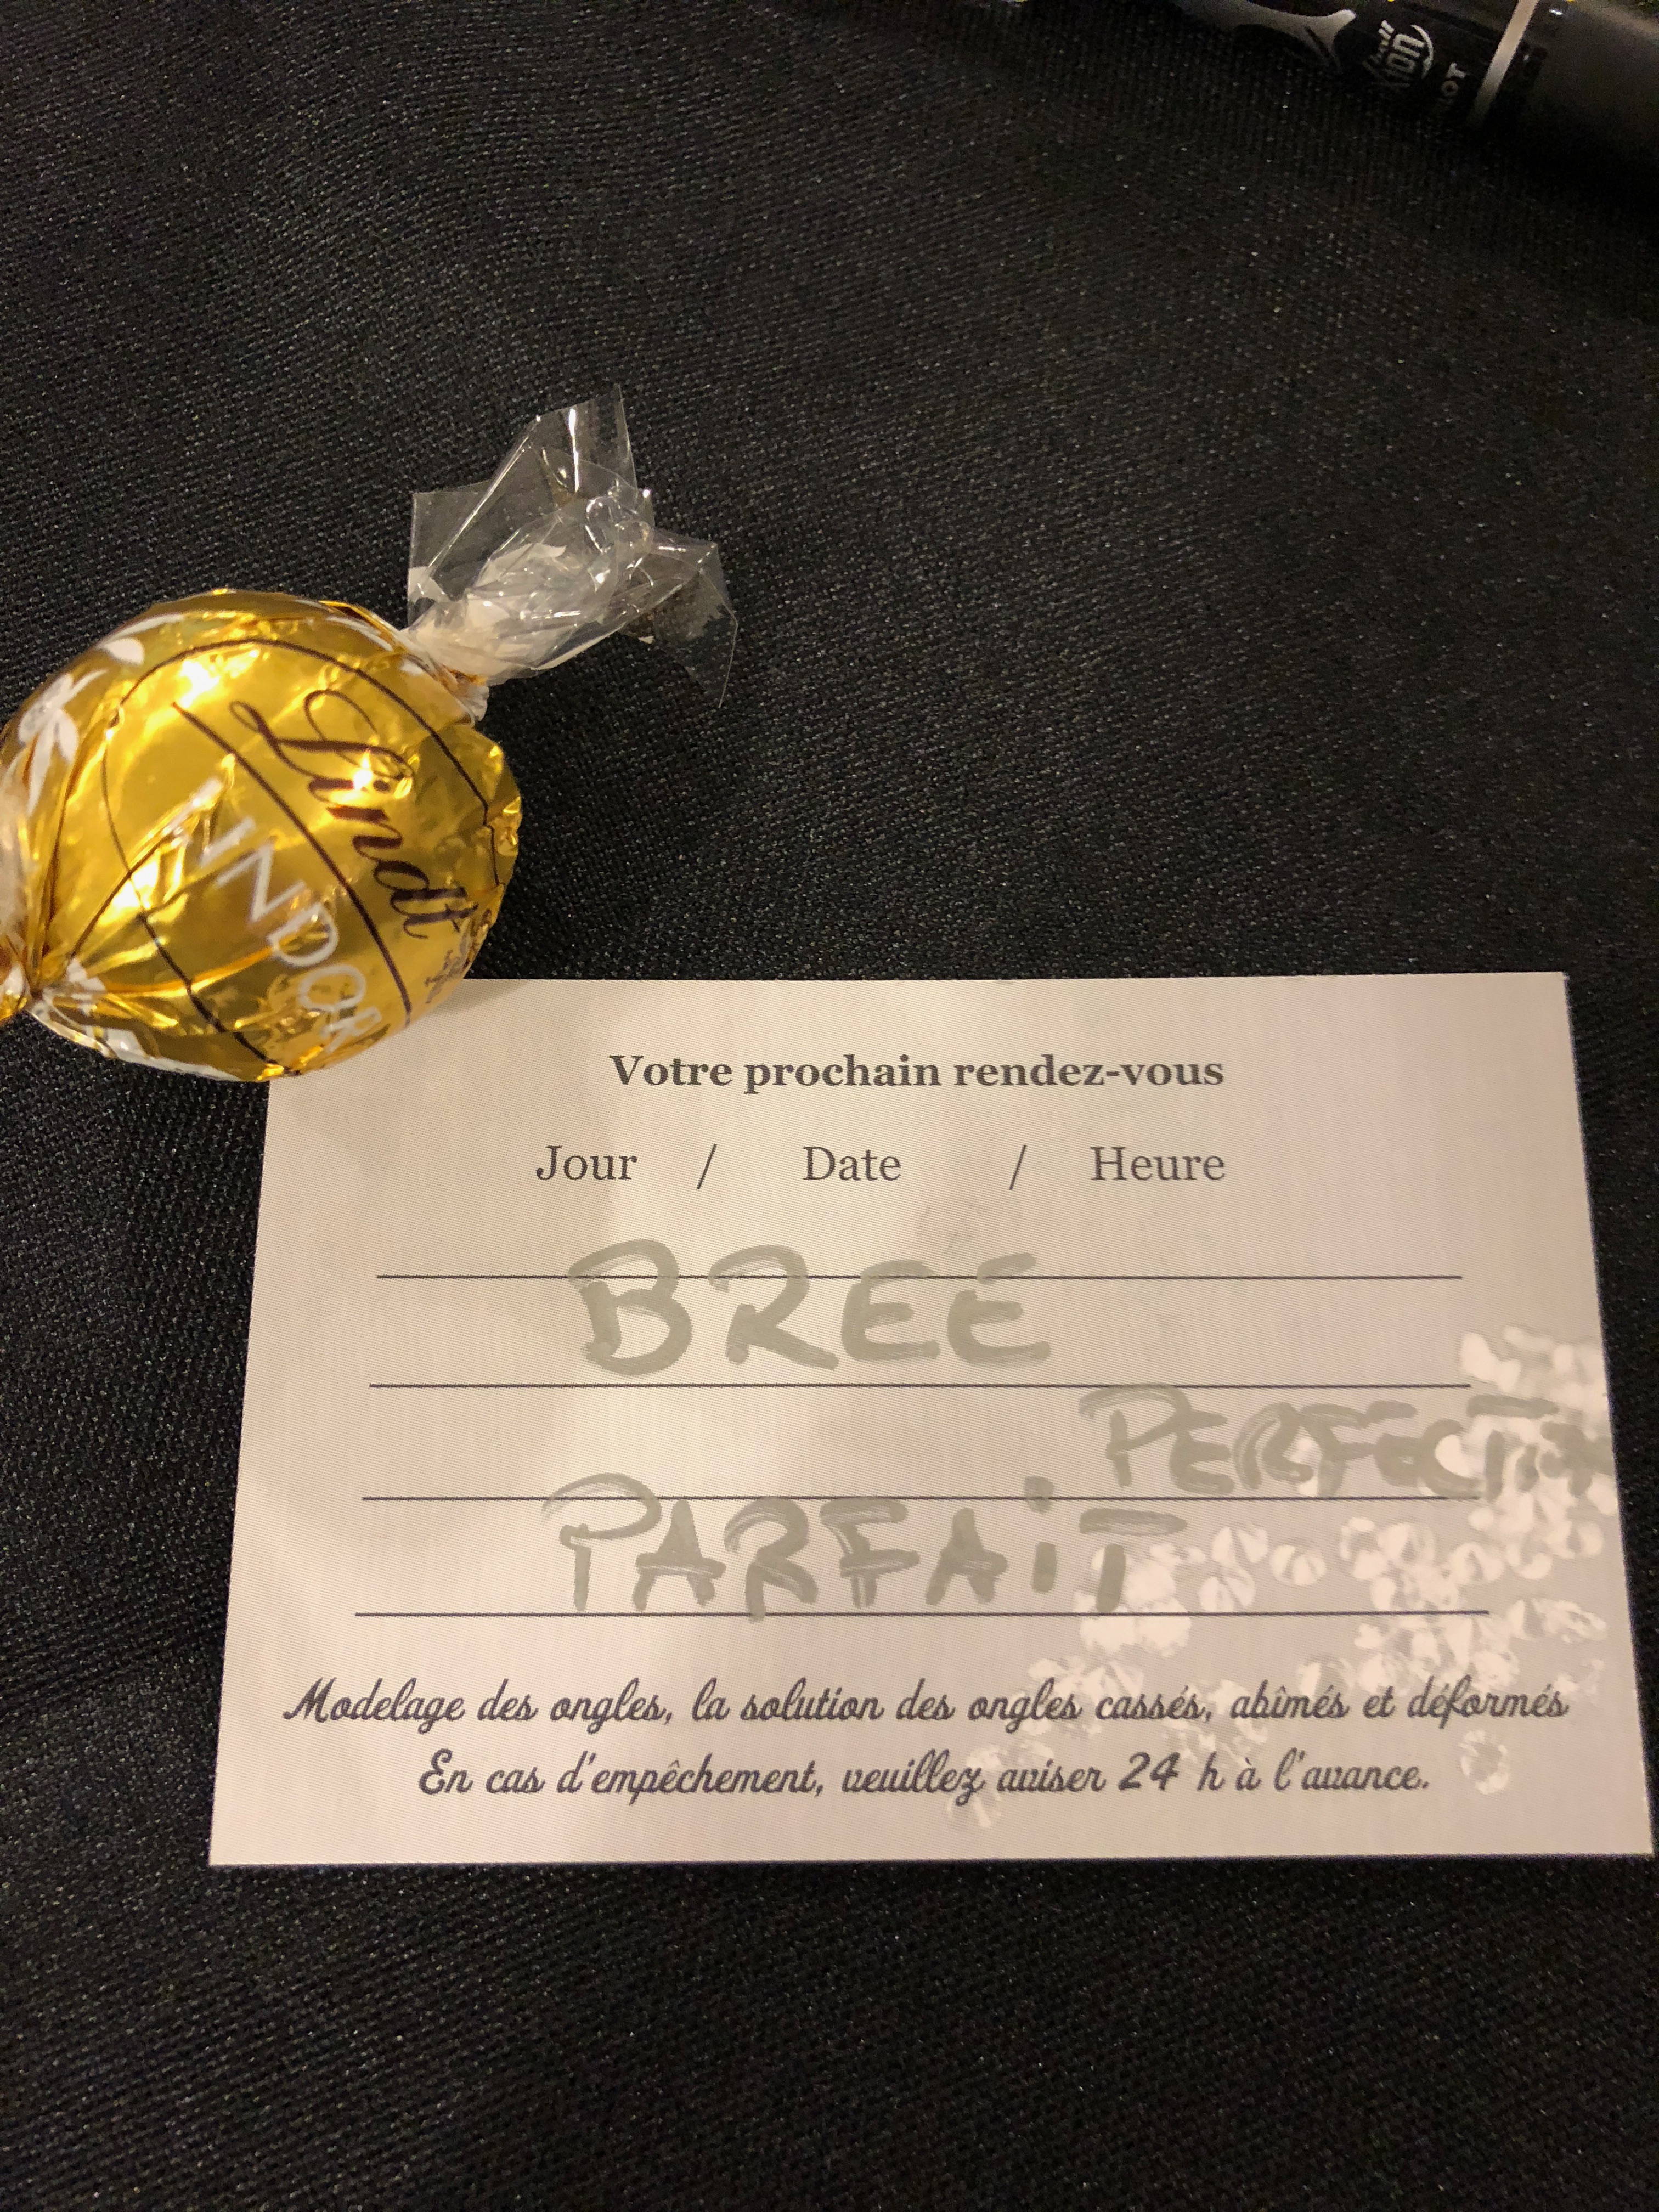 Lindt
LINDOR
Votre prochain rendez-vous
Jour / Date / Heure
BREE
PERFECT
PARFAiT
Modelage des ongles, la solution des ongles cassés, abîmés et déformés
En cas d'empêchement, veuillez aviser 24 h à l'avance.